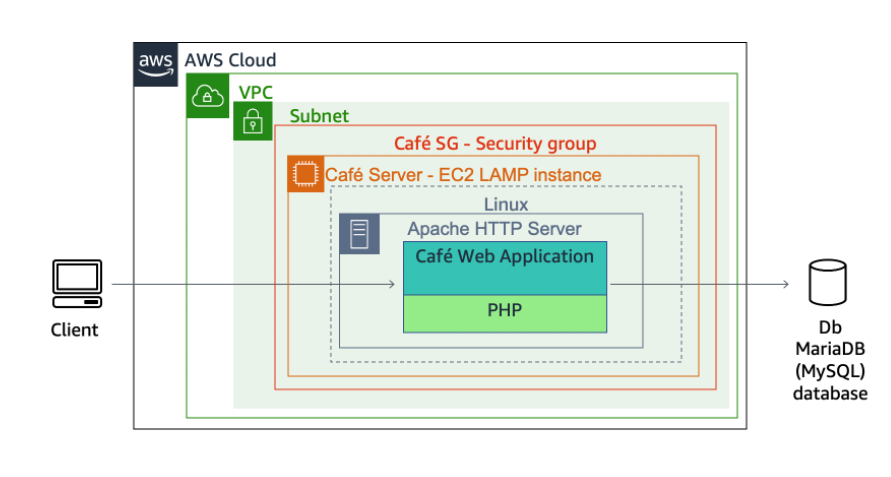 aws
AWS Cloud
VPC
Subnet
Café SG - Security group
Café Server - EC2 LAMP instance
Linux
Apache HTTP Server
Café Web Application
PHP
Client
Db
MariaDB
(MySQL)
database